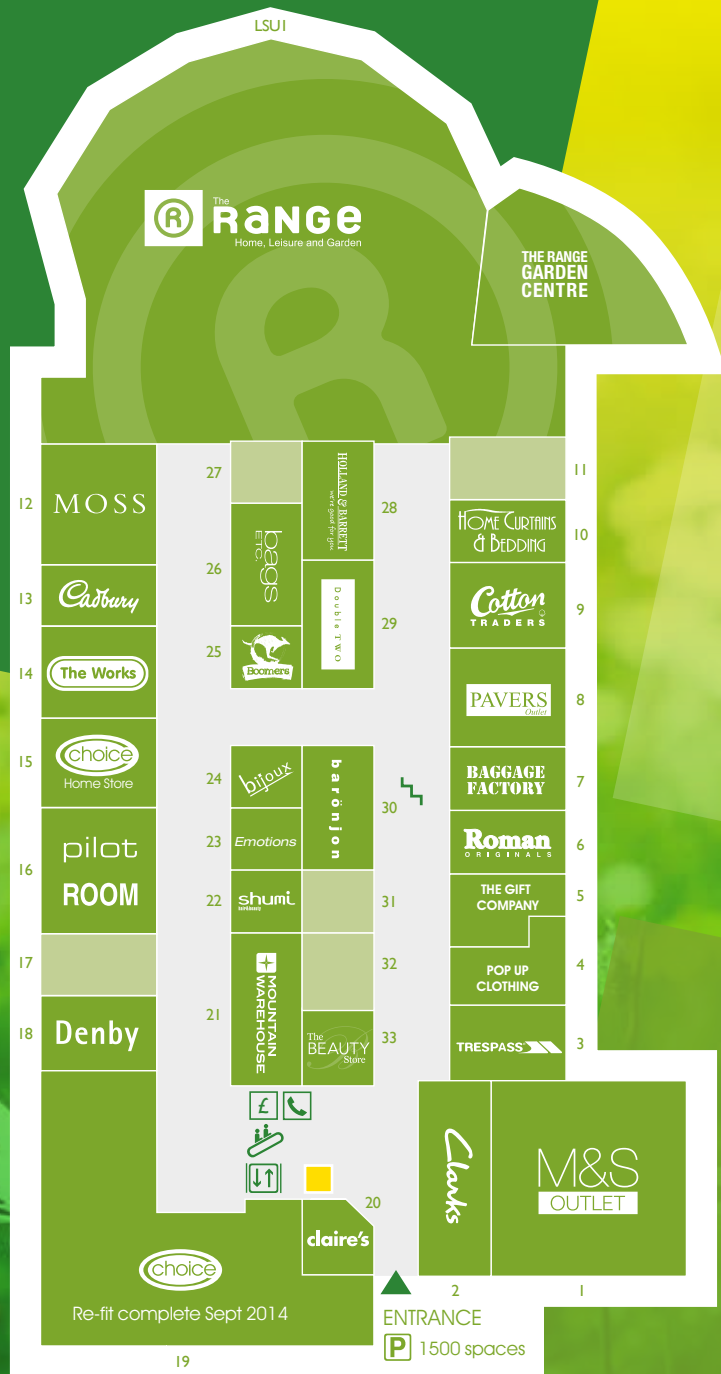 LSU1
The
RANGE
Home, Leisure and Garden
THE RANGE
GARDEN
CENTRE
12
MOSS
13
Cadbury
14
The Works
15
choice
Home Store
16
pilot
ROOM
17
18
Denby
27
26
bags
ETC.
25
Boomers
28
HOLLAND & BARRETT
we're good for you
29
Double TWO
24
bijoux
23
Emotions
22
shumi
21
MOUNTAIN
WAREHOUSE
30
barönjon
31
32
33
The
BEAUTY
Store
11
10
HOME CURTAINS
& BEDDING
9
Cotton
TRADERS
8
PAVERS
Outlet
7
BAGGAGE
FACTORY
6
Roman
ORIGINALS
5
THE GIFT
COMPANY
4
POP UP
CLOTHING
3
TRESPASS
£
20
claire's
Clarks
2
M&S
OUTLET
1
choice
Re-fit complete Sept 2014
19
ENTRANCE
P 1500 spaces